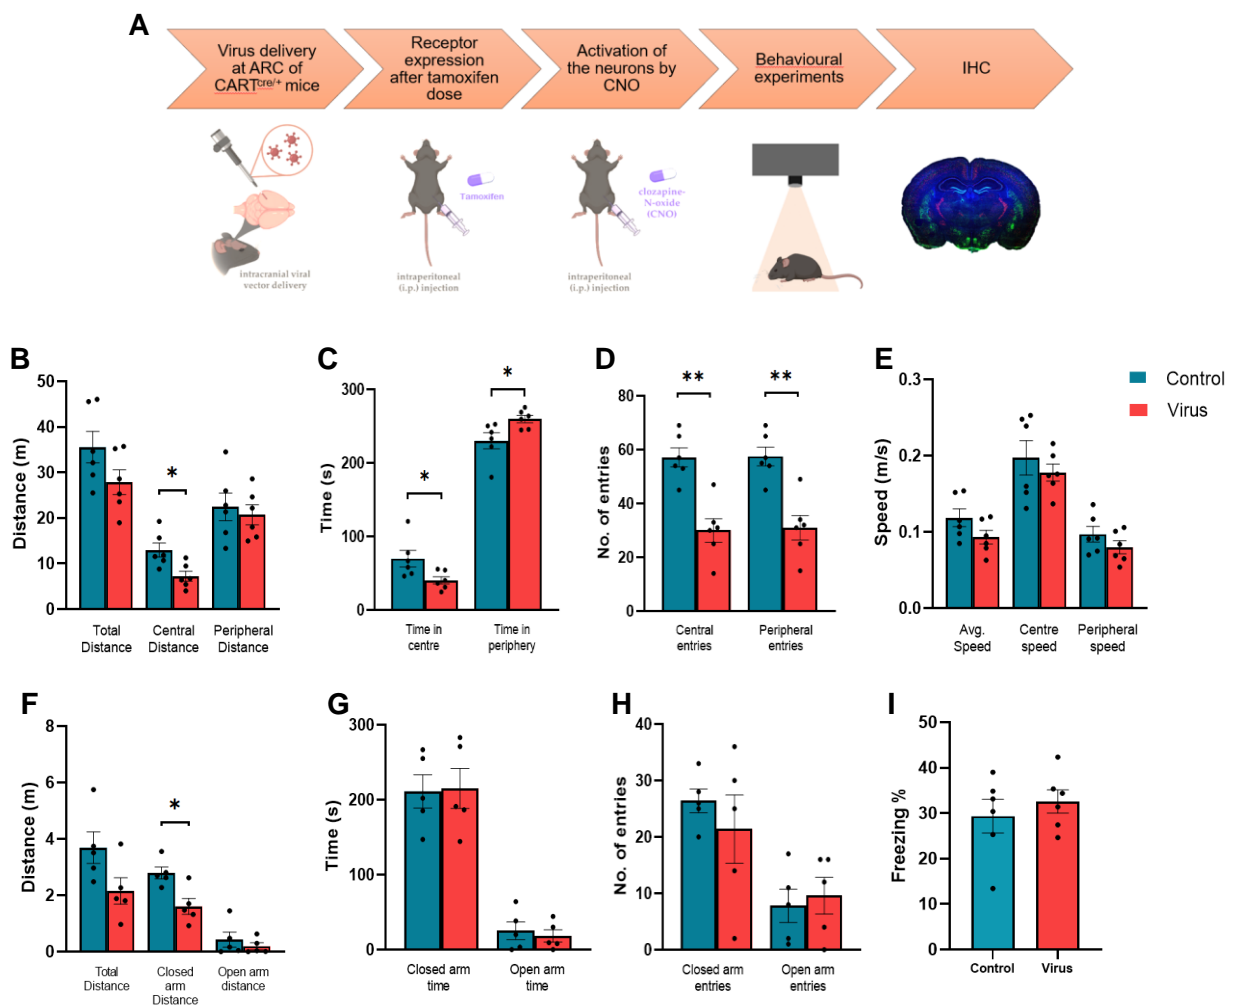 A
Virus delivery
at ARC of
CARTcre/+ mice
Receptor
expression
after tamoxifen
dose
Activation of
the neurons by
CNO
Behavioural
experiments
IHC
Tamoxifen
clozapine-
N-oxide
(CNO)
intracranial viral
vector delivery
intraperitoneal
(i.p.) injection
intraperitoneal
(i.p.) injection
B
Distance (m)
50
40
30
20
10
0
*
Total
Distance
Central
Distance
Peripheral
Distance
C
Time (s)
300
200
100
0
*
*
Time in
centre
Time in
periphery
D
No. of entries
80
60
40
20
0
**
**
Central
entries
Peripheral
entries
E
Speed (m/s)
0.3
0.2
0.1
0.0
Avg.
Speed
Centre
speed
Peripheral
speed
Control
Virus
F
Distance (m)
8
6
4
2
0
*
Total
Distance
Closed
arm
Distance
Open arm
distance
G
Time (s)
300
200
100
0
Closed arm
time
Open arm
time
H
No. of entries
40
30
20
10
0
Closed arm
entries
Open arm
entries
I
Freezing %
50
40
30
20
10
0
Control
Virus